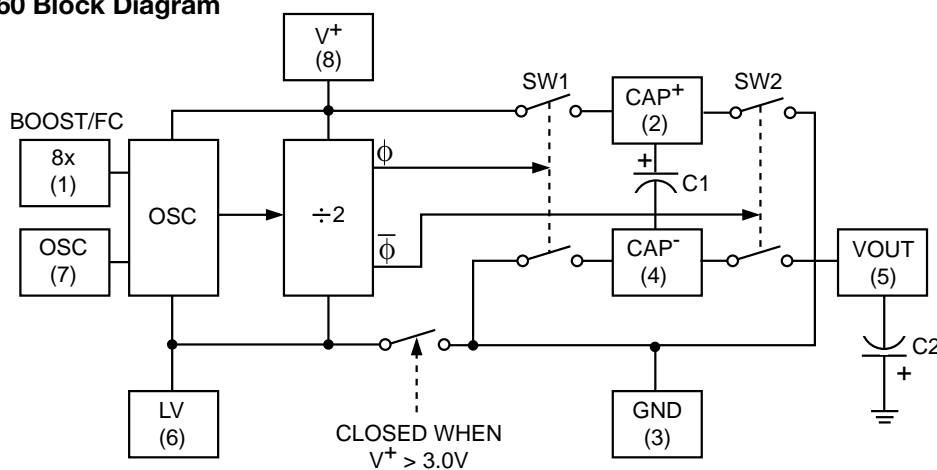 60 Block Diagram
V+
(8)
SW1
CAP+
(2)
SW2
BOOST/FC
8x
(1)
OSC
÷2
ϕ
+
C1
OSC
(7)
ϕ̅
CAP-
(4)
VOUT
(5)
C2
+
LV
(6)
CLOSED WHEN
V+ > 3.0V
GND
(3)